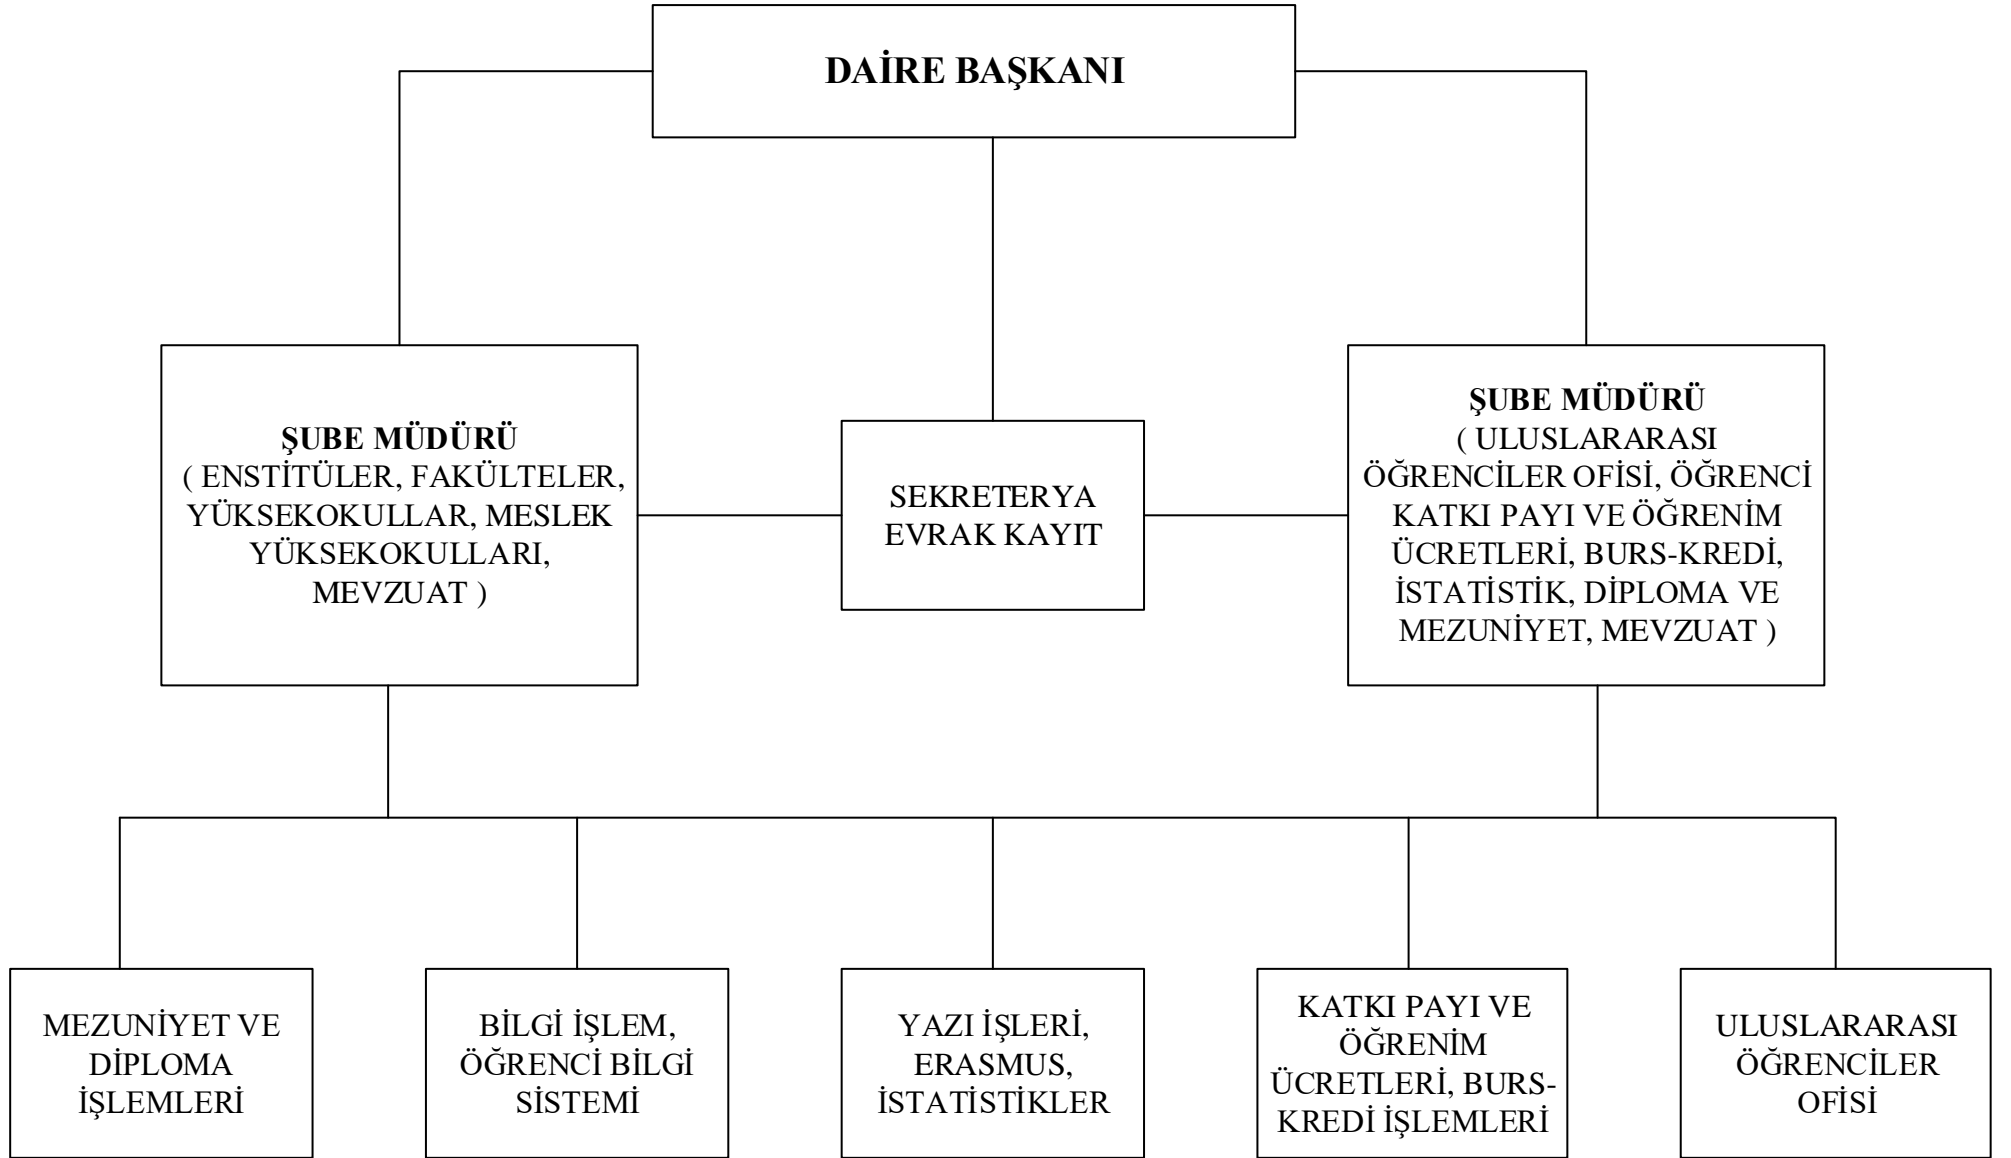 DAİRE BAŞKANI
ŞUBE MÜDÜRÜ
( ENSTİTÜLER, FAKÜLTELER,
YÜKSEKOKULLAR, MESLEK
YÜKSEKOKULLARI,
MEVZUAT )
SEKRETERYA
EVRAK KAYIT
ŞUBE MÜDÜRÜ
( ULUSLARARASI
ÖĞRENCİLER OFİSİ, ÖĞRENCİ
KATKI PAYI VE ÖĞRENİM
ÜCRETLERİ, BURS-KREDİ,
İSTATİSTİK, DİPLOMA VE
MEZUNİYET, MEVZUAT )
MEZUNİYET VE
DİPLOMA
İŞLEMLERİ
BİLGİ İŞLEM,
ÖĞRENCİ BİLGİ
SİSTEMİ
YAZI İŞLERİ,
ERASMUS,
İSTATİSTİKLER
KATKI PAYI VE
ÖĞRENİM
ÜCRETLERİ, BURS-
KREDİ İŞLEMLERİ
ULUSLARARASI
ÖĞRENCİLER
OFİSİ